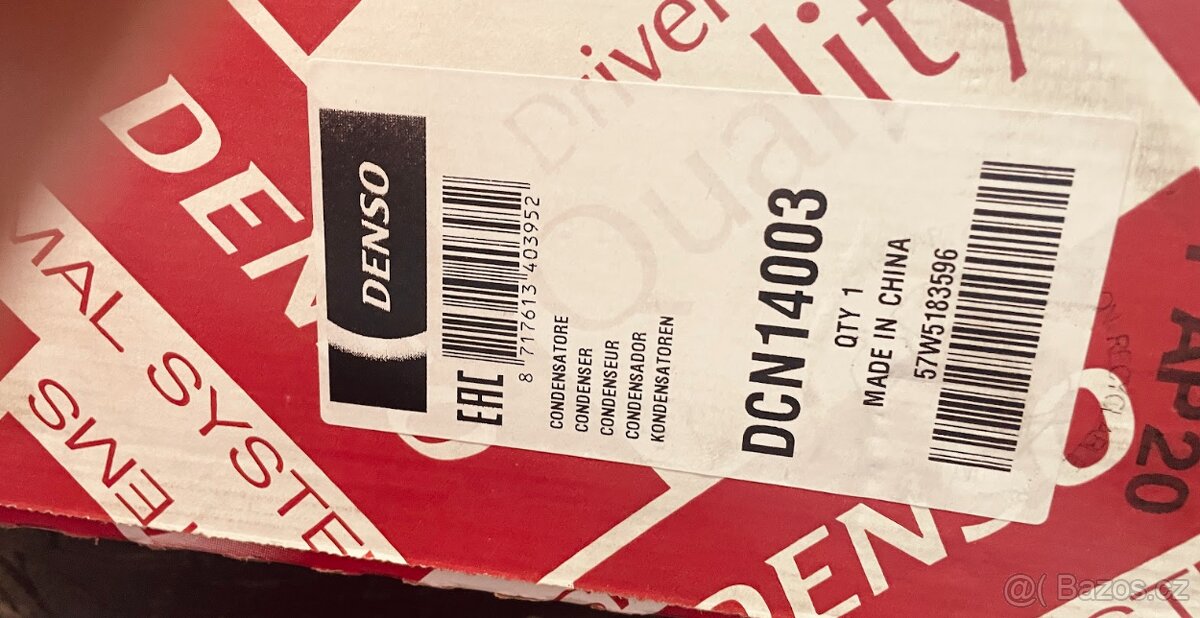 DENSO
8 717613 403952
EAC
CONDENSATORE
CONDENSER
CONDENSEUR
CONDENSADOR
KONDENSATOREN
DCN14003
QTY 1
MADE IN CHINA
57W5183596
Driven
Quality
DENSO
SYSTEMS
DENSO
Bazos.cz